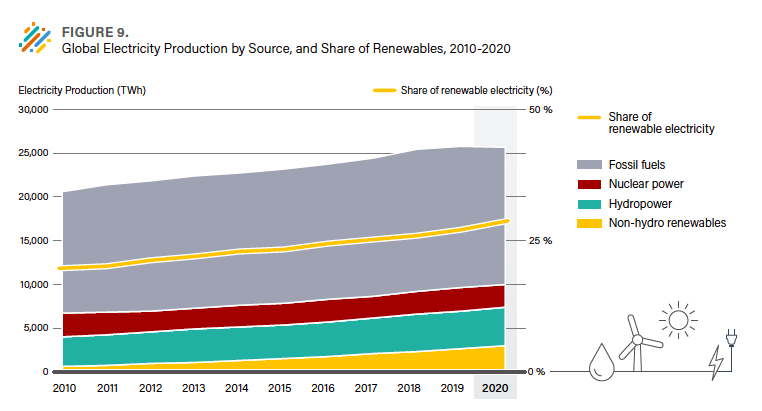 FIGURE 9.
Global Electricity Production by Source, and Share of Renewables, 2010-2020
Electricity Production (TWh)
Share of renewable electricity (%)
30,000
50 %
25,000
20,000
15,000
25 %
10,000
5,000
0
0 %
2010 2011 2012 2013 2014 2015 2016 2017 2018 2019 2020
Share of
renewable electricity
Fossil fuels
Nuclear power
Hydropower
Non-hydro renewables